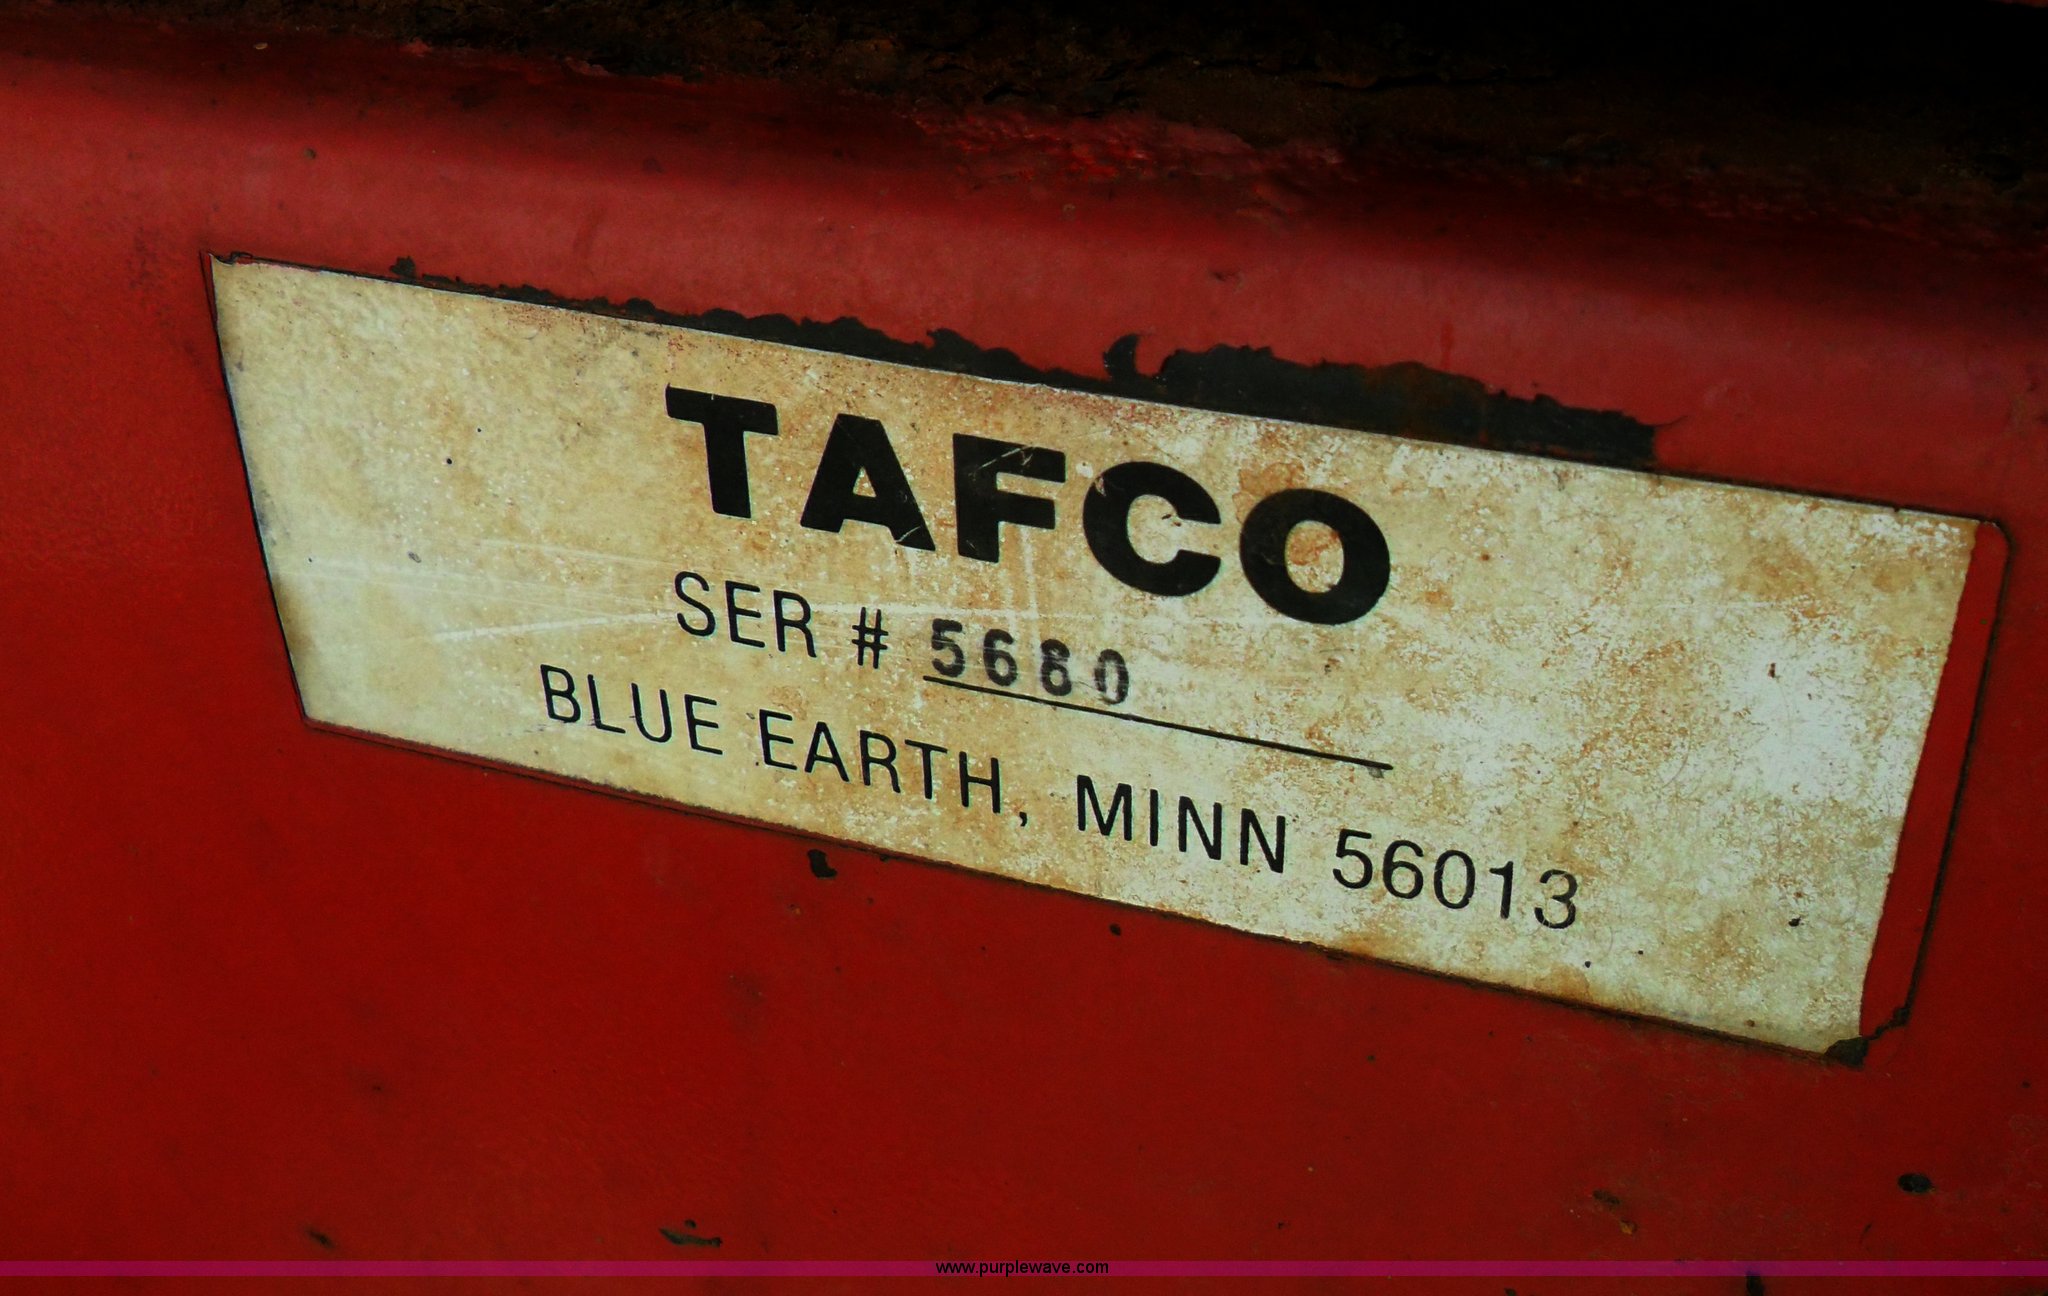 TAFCO
SER # 5680
BLUE EARTH, MINN 56013
www.purplewave.com